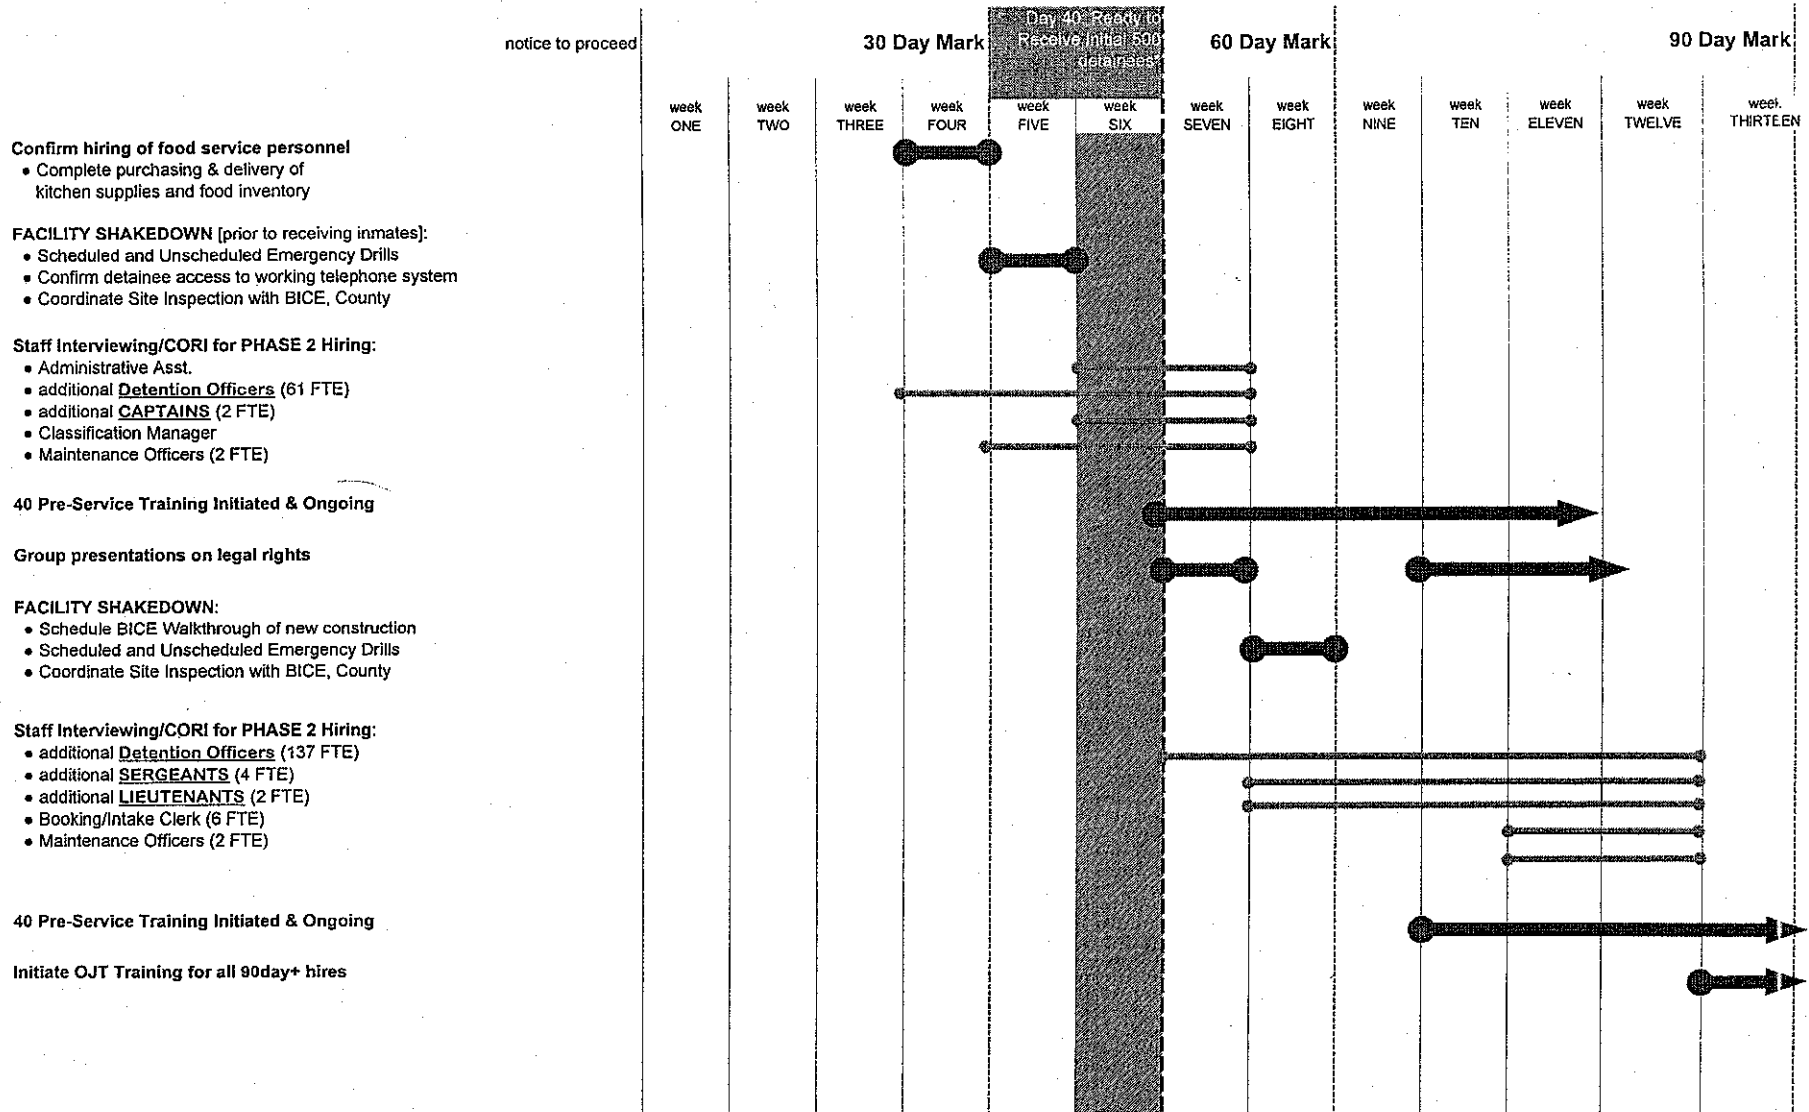 notice to proceed
30 Day Mark
Day 40: Ready to
Receive Initial 500
detainees*
60 Day Mark
90 Day Mark
week ONE
week TWO
week THREE
week FOUR
week FIVE
week SIX
week SEVEN
week EIGHT
week NINE
week TEN
week ELEVEN
week TWELVE
week THIRTEEN
Confirm hiring of food service personnel
• Complete purchasing & delivery of
kitchen supplies and food inventory
FACILITY SHAKEDOWN [prior to receiving inmates]:
• Scheduled and Unscheduled Emergency Drills
• Confirm detainee access to working telephone system
• Coordinate Site Inspection with BICE, County
Staff Interviewing/CORI for PHASE 2 Hiring:
• Administrative Asst.
• additional Detention Officers (61 FTE)
• additional CAPTAINS (2 FTE)
• Classification Manager
• Maintenance Officers (2 FTE)
40 Pre-Service Training Initiated & Ongoing
Group presentations on legal rights
FACILITY SHAKEDOWN:
• Schedule BICE Walkthrough of new construction
• Scheduled and Unscheduled Emergency Drills
• Coordinate Site Inspection with BICE, County
Staff Interviewing/CORI for PHASE 2 Hiring:
• additional Detention Officers (137 FTE)
• additional SERGEANTS (4 FTE)
• additional LIEUTENANTS (2 FTE)
• Booking/Intake Clerk (6 FTE)
• Maintenance Officers (2 FTE)
40 Pre-Service Training Initiated & Ongoing
Initiate OJT Training for all 90day+ hires